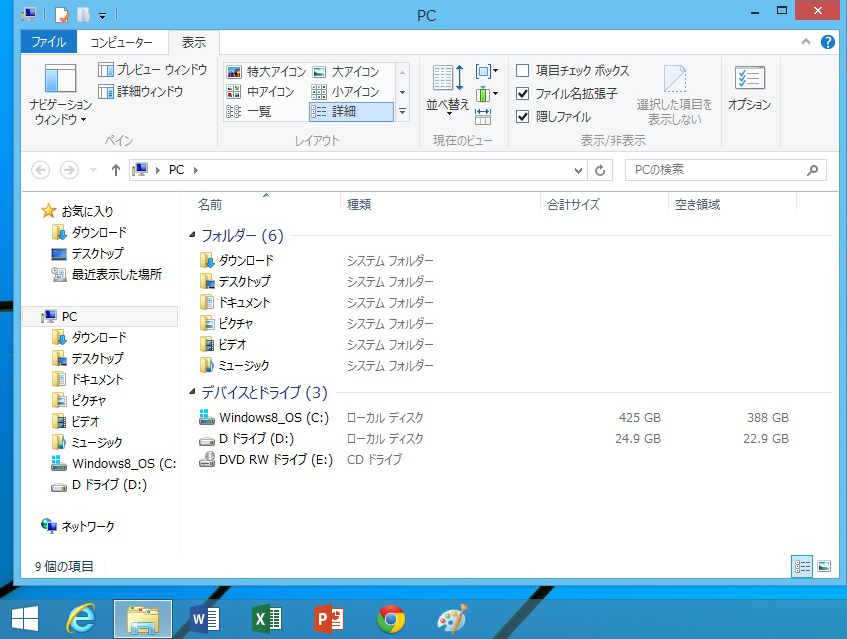 PC
ファイル コンピューター 表示
ナビゲーション ウィンドウ
プレビュー ウィンドウ
詳細ウィンドウ
ペイン
特大アイコン 大アイコン
中アイコン 小アイコン
一覧 詳細
レイアウト
並べ替え
現在のビュー
項目チェック ボックス
ファイル名拡張子
隠しファイル
選択した項目を
表示しない
表示/非表示
オプション
PC
PCの検索
お気に入り
ダウンロード
デスクトップ
最近表示した場所
PC
ダウンロード
デスクトップ
ドキュメント
ピクチャ
ビデオ
ミュージック
Windows8_OS (C:
D ドライブ (D:)
ネットワーク
名前 種類 合計サイズ 空き領域
フォルダー (6)
ダウンロード システム フォルダー
デスクトップ システム フォルダー
ドキュメント システム フォルダー
ピクチャ システム フォルダー
ビデオ システム フォルダー
ミュージック システム フォルダー
デバイスとドライブ (3)
Windows8_OS (C:) ローカル ディスク 425 GB 388 GB
D ドライブ (D:) ローカル ディスク 24.9 GB 22.9 GB
DVD RW ドライブ (E:) CD ドライブ
9 個の項目